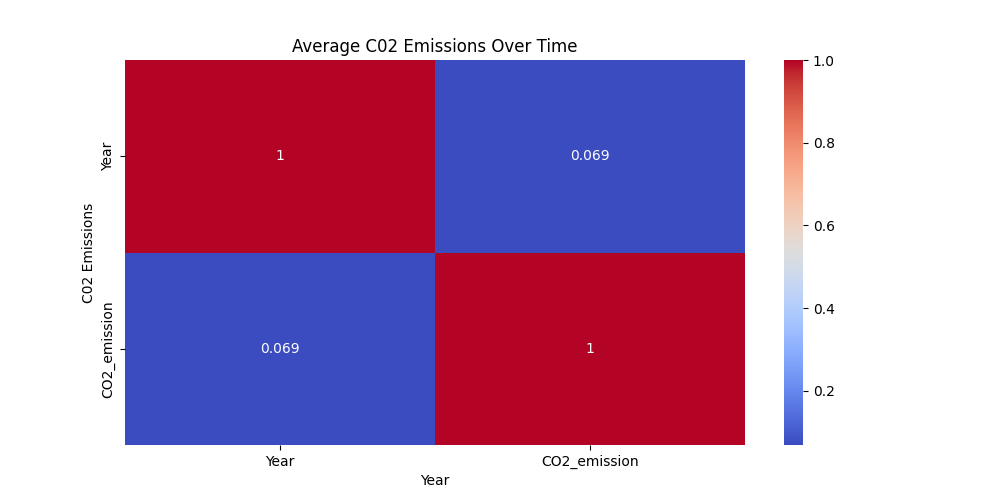 Average C02 Emissions Over Time
C02 Emissions
Year
CO2_emission
1
0.069
0.069
1
Year
CO2_emission
Year
1.0
0.8
0.6
0.4
0.2